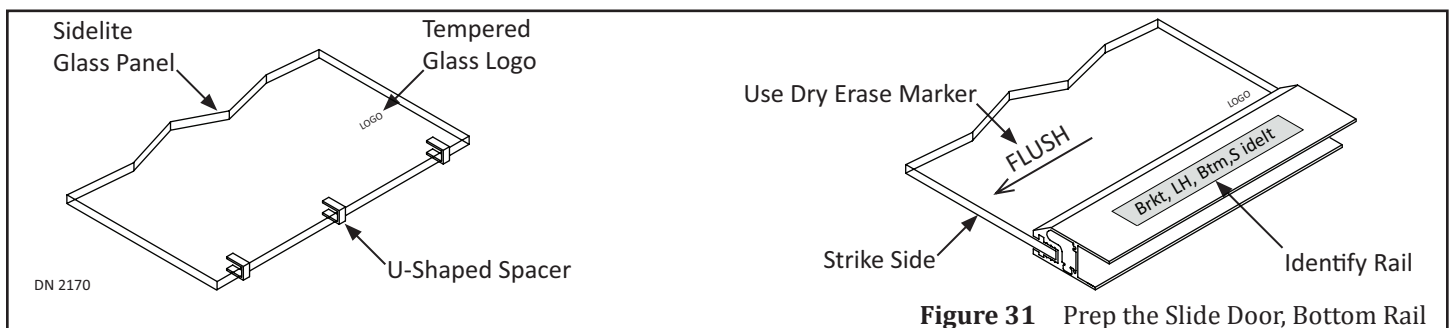 Sidelite
Glass Panel
Tempered
Glass Logo
LOGO
U-Shaped Spacer
DN 2170
Use Dry Erase Marker
FLUSH
LOGO
Brkt, LH, Btm,S idelt
Strike Side
Identify Rail
Figure 31 Prep the Slide Door, Bottom Rail